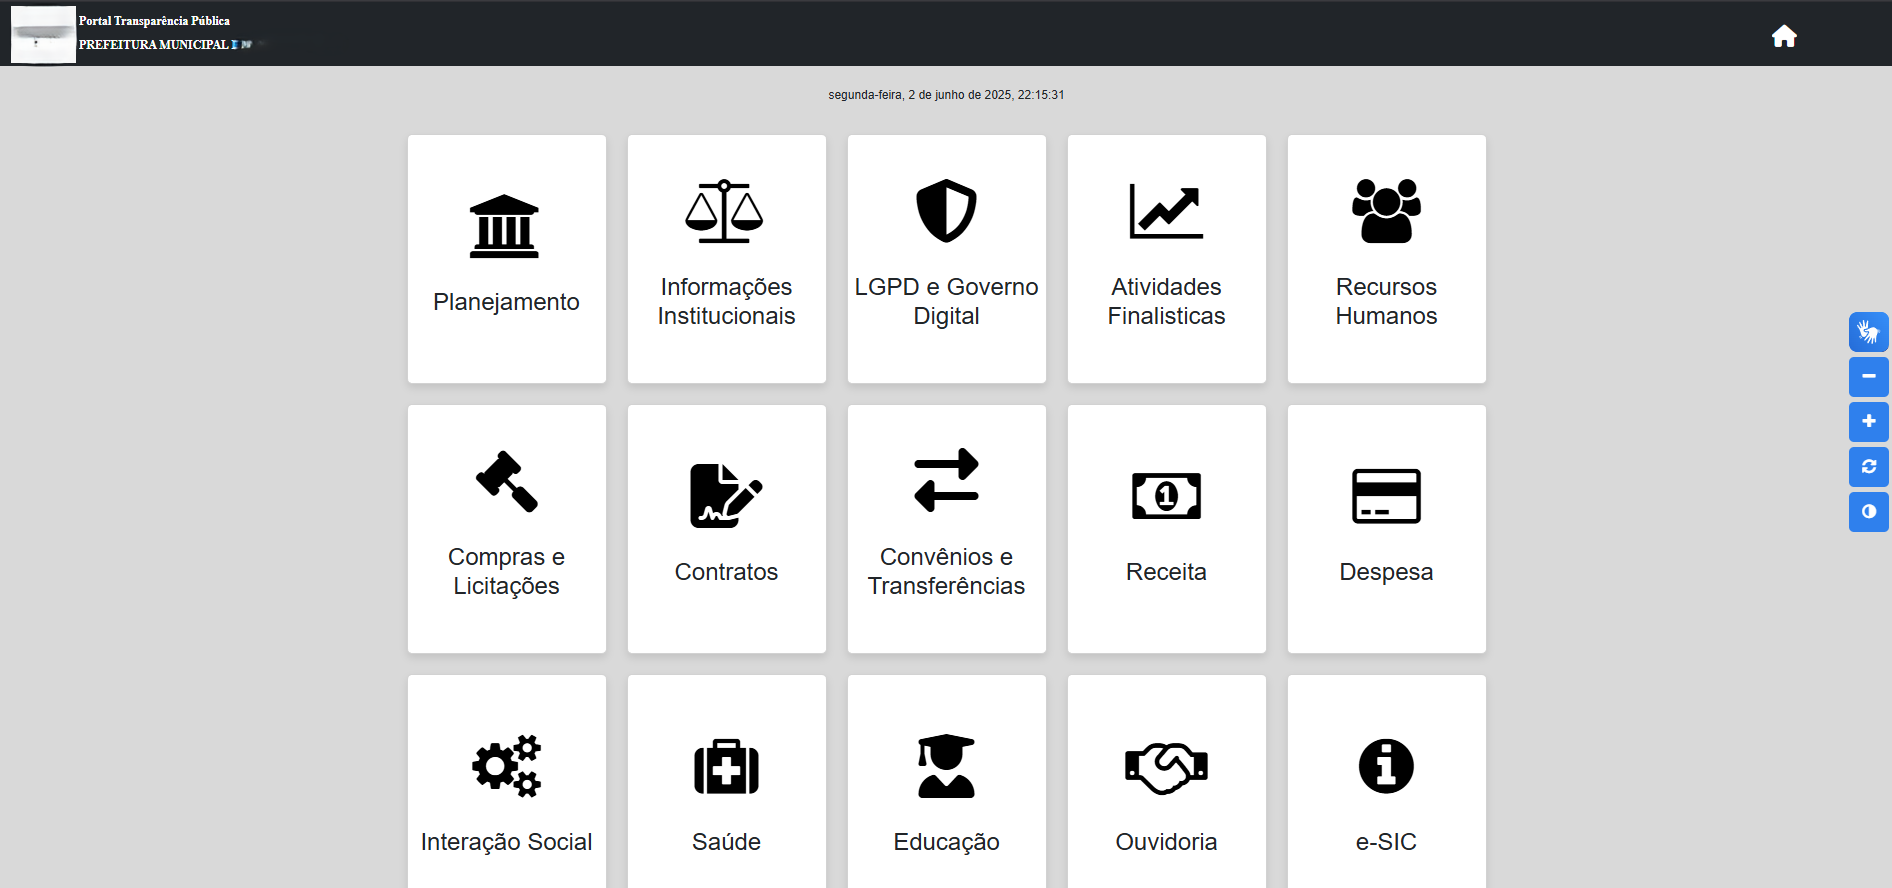 Portal Transparência Pública
PREFEITURA MUNICIPAL
segunda-feira, 2 de junho de 2025, 22:15:31
Planejamento
Informações
Institucionais
LGPD e Governo
Digital
Atividades
Finalisticas
Recursos
Humanos
Compras e
Licitações
Contratos
Convênios e
Transferências
1
Receita
Despesa
Interação Social
Saúde
Educação
Ouvidoria
e-SIC